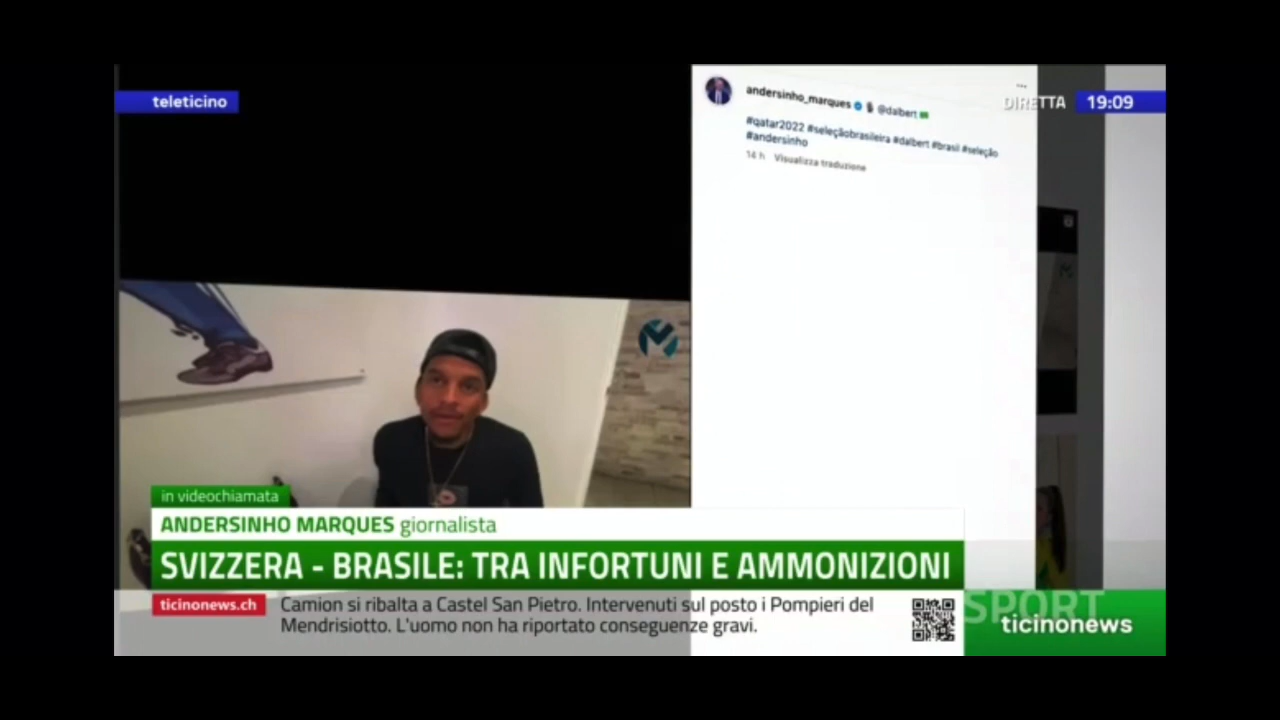 teleticino
andersinho_marques @dalbert
#qatar2022 #seleçãobrasileira #dalbert #brasil #seleção
#andersinho
14 h Visualizza traduzione
DIRETTA 19:09
in videochiamata
ANDERSINHO MARQUES giornalista
SVIZZERA - BRASILE: TRA INFORTUNI E AMMONIZIONI
ticinonews.ch
Camion si ribalta a Castel San Pietro. Intervenuti sul posto i Pompieri del
Mendrisiotto. L'uomo non ha riportato conseguenze gravi.
SPORT
ticinonews